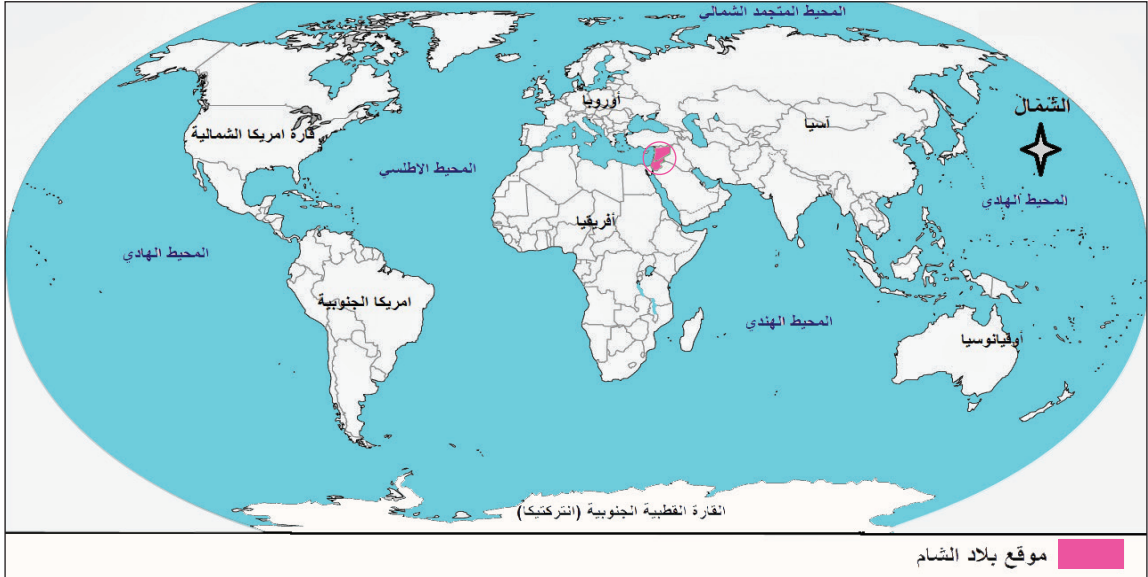 المحيط المتجمد الشمالي
أوروبا
آسيا
الشمال
قارة امريكا الشمالية
المحيط الاطلسي
المحيط الهادي
أفريقيا
المحيط الهادي
امريكا الجنوبية
المحيط الهندي
أوقيانوسيا
القارة القطبية الجنوبية (انتركتيكا)
موقع بلاد الشام